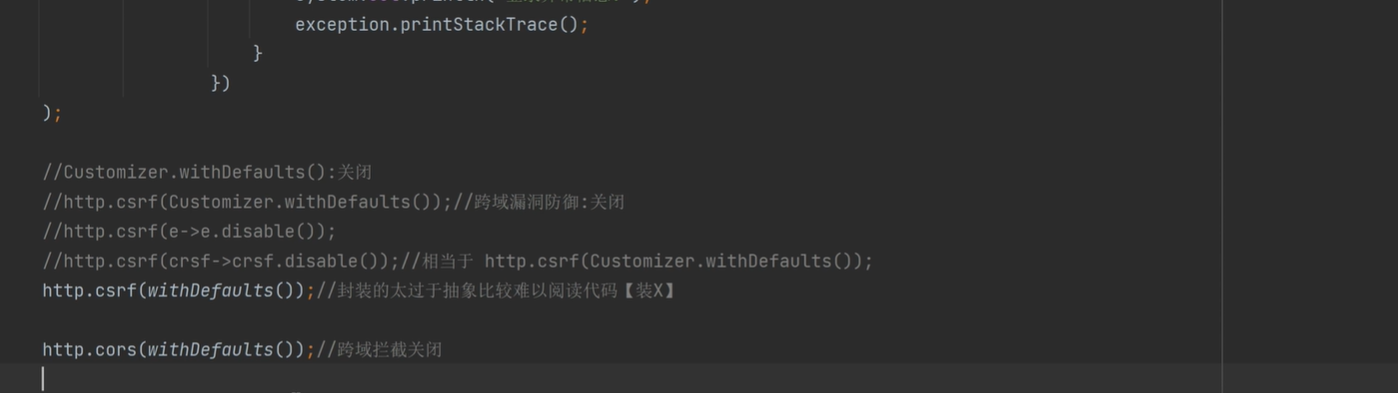 exception.printStackTrace();
}
})
);
//Customizer.withDefaults():关闭
//http.csrf(Customizer.withDefaults());//跨域漏洞防御:关闭
//http.csrf(e->e.disable());
//http.csrf(crsf->crsf.disable());//相当于 http.csrf(Customizer.withDefaults());
http.csrf(withDefaults());//封装的太过于抽象比较难以阅读代码【装X】
http.cors(withDefaults());//跨域拦截关闭